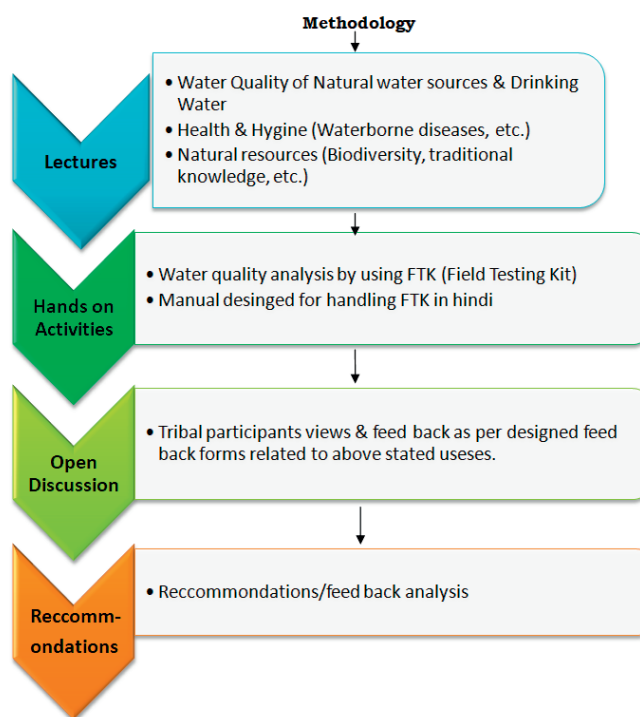 Methodology
Lectures
• Water Quality of Natural water sources & Drinking
Water
• Health & Hygine (Waterborne diseases, etc.)
• Natural resources (Biodiversity, traditional
knowledge, etc.)
Hands on
Activities
• Water quality analysis by using FTK (Field Testing Kit)
• Manual desinged for handling FTK in hindi
Open
Discussion
• Tribal participants views & feed back as per designed feed
back forms related to above stated useses.
Reccomm-
ondations
• Reccommondations/feed back analysis